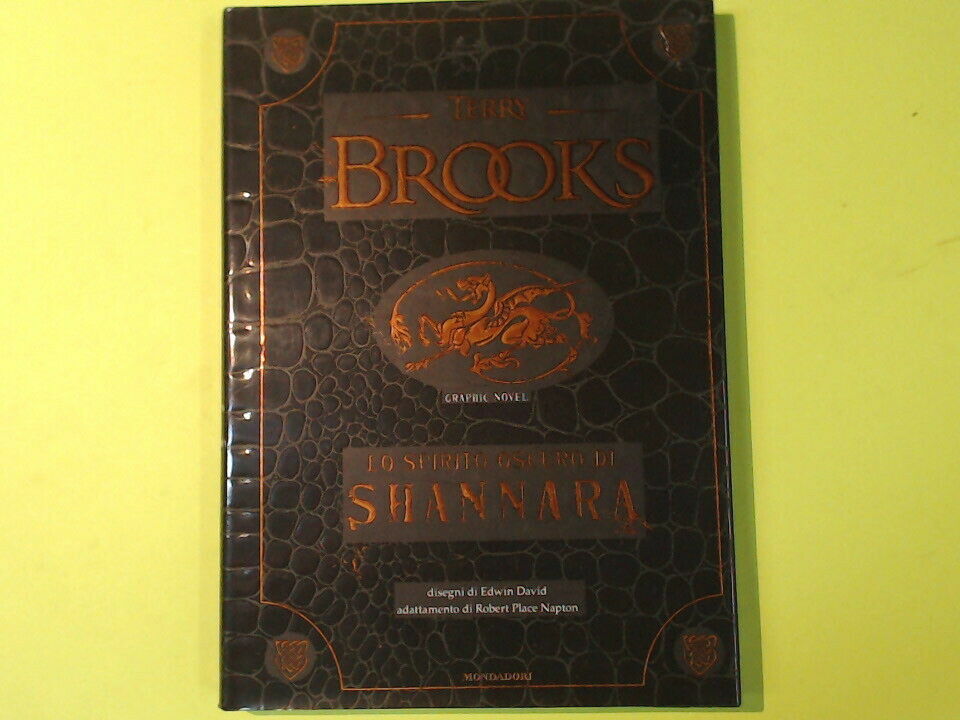 TERRY
BROOKS
GRAPHIC NOVEL
LO SPIRITO OSCURO DI
SHANNARA
disegni di Edwin David
adattamento di Robert Place Napton
MONDADORI